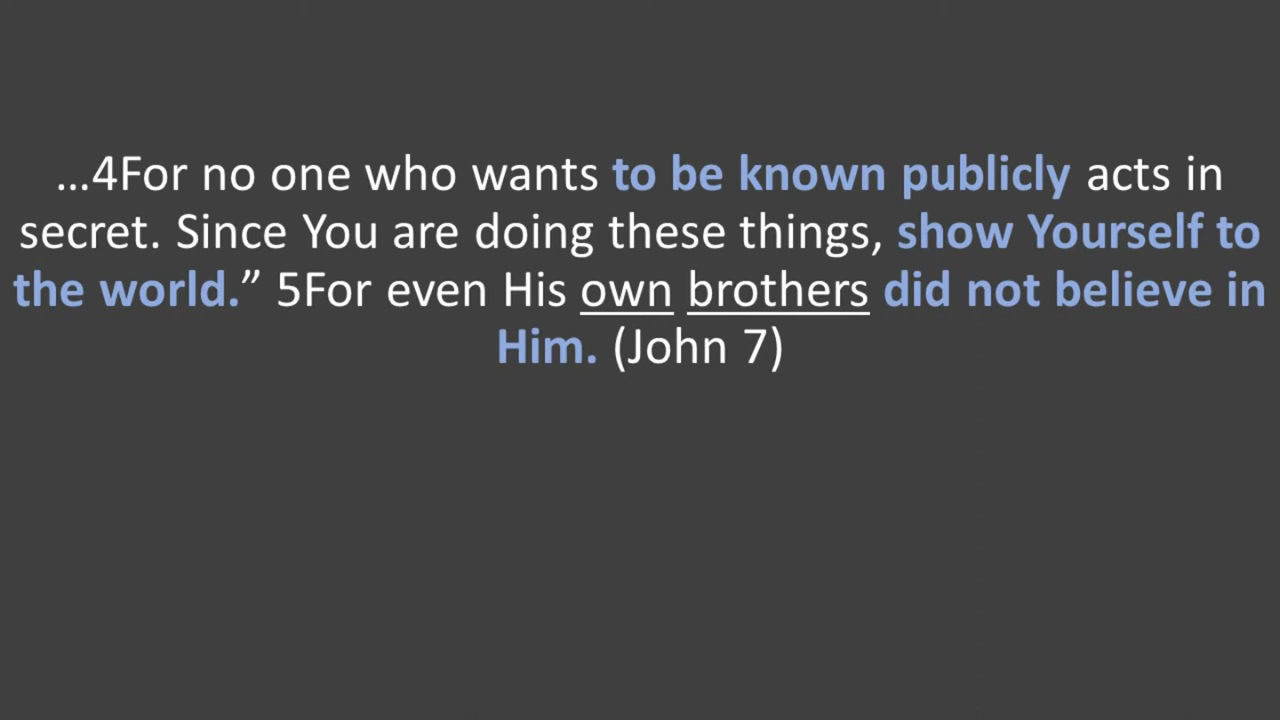 …4For no one who wants to be known publicly acts in
secret. Since You are doing these things, show Yourself to
the world.” 5For even His own brothers did not believe in
Him. (John 7)